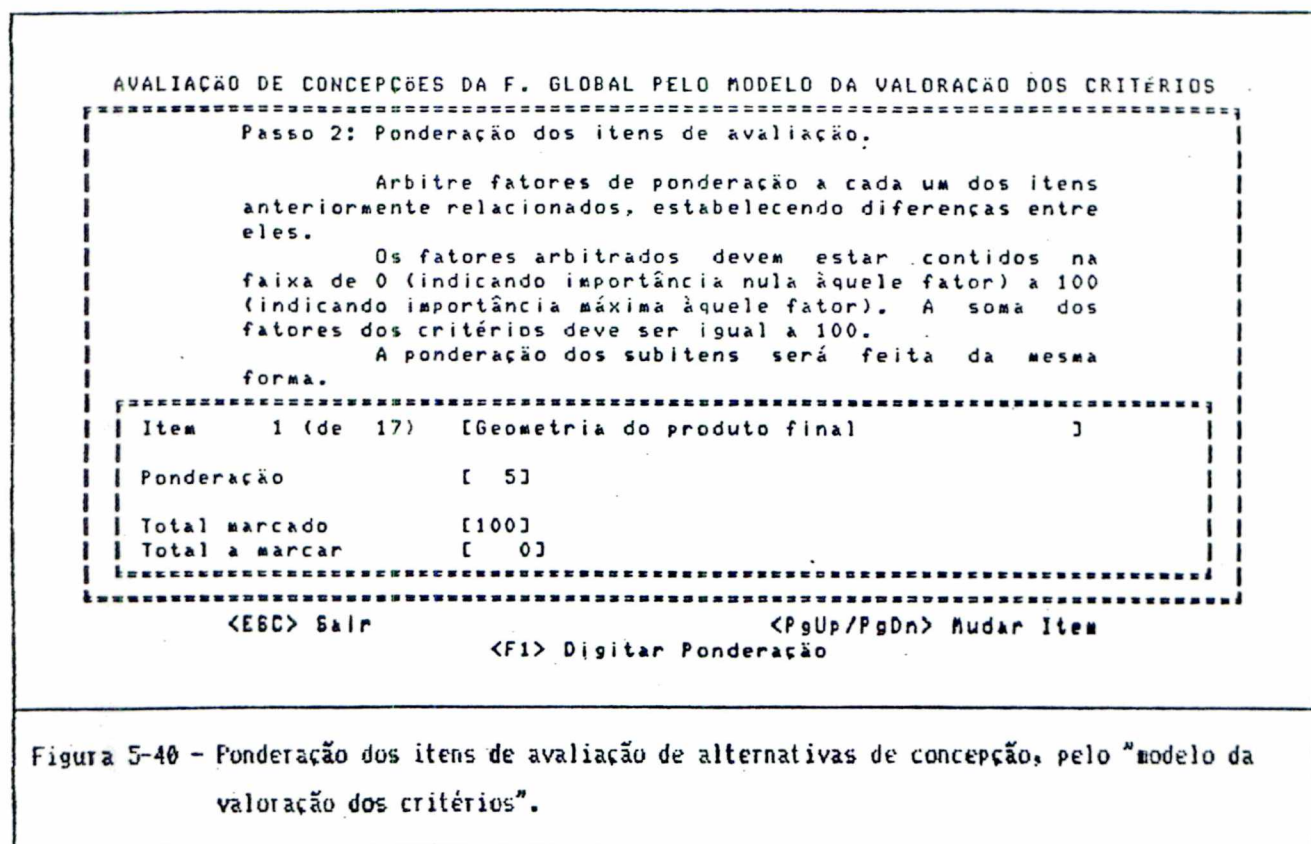 AVALIAÇäO DE CONCEPÇöES DA F. GLOBAL PELO MODELO DA VALORAÇäO DOS CRITéRIOS
Passo 2: Ponderação dos itens de avaliação.
Arbitre fatores de ponderação a cada um dos itens
anteriormente relacionados, estabelecendo diferenças entre
eles.
Os fatores arbitrados devem estar contidos na
faixa de 0 (indicando importância nula àquele fator) a 100
(indicando importância máxima àquele fator). A soma dos
fatores dos critérios deve ser igual a 100.
A ponderação dos subitens será feita da mesma
forma.
Item 1 (de 17) [Geometria do produto final ]
Ponderação [ 5]
Total marcado [100]
Total a marcar [ 0]
<ESC> Sair <PgUp/PgDn> Mudar Item
<F1> Digitar Ponderação
Figura 5-40 - Ponderação dos itens de avaliação de alternativas de concepção, pelo "modelo da
valoração dos critérios".